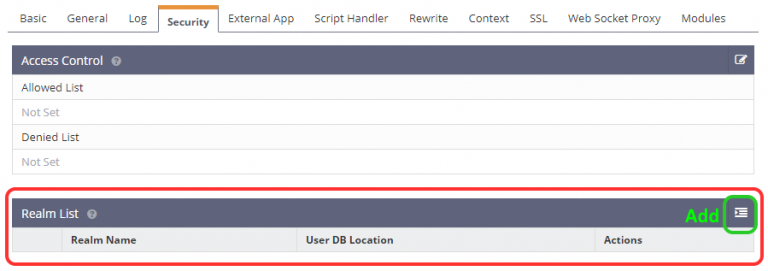 Basic General Log Security External App Script Handler Rewrite Context SSL Web Socket Proxy Modules
Access Control ?
Allowed List
Not Set
Denied List
Not Set
Realm List ? Add
Realm Name User DB Location Actions